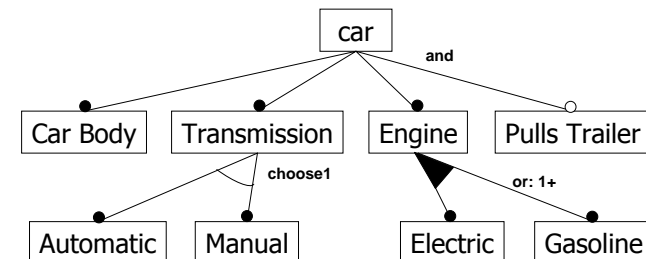 car
and
Car Body Transmission Engine Pulls Trailer
choose1 or: 1+
Automatic Manual Electric Gasoline